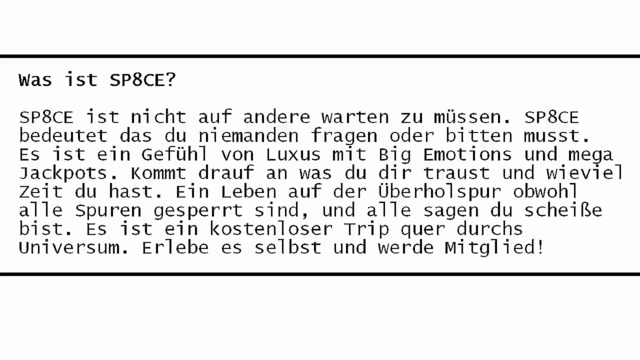 Was ist SP8CE?
SP8CE ist nicht auf andere warten zu müssen. SP8CE
bedeutet das du niemanden fragen oder bitten musst.
Es ist ein Gefühl von Luxus mit Big Emotions und mega
Jackpots. Kommt drauf an was du dir traust und wieviel
Zeit du hast. Ein Leben auf der Überholspur obwohl
alle Spuren gesperrt sind, und alle sagen du scheiße
bist. Es ist ein kostenloser Trip quer durchs
Universum. Erlebe es selbst und werde Mitglied!